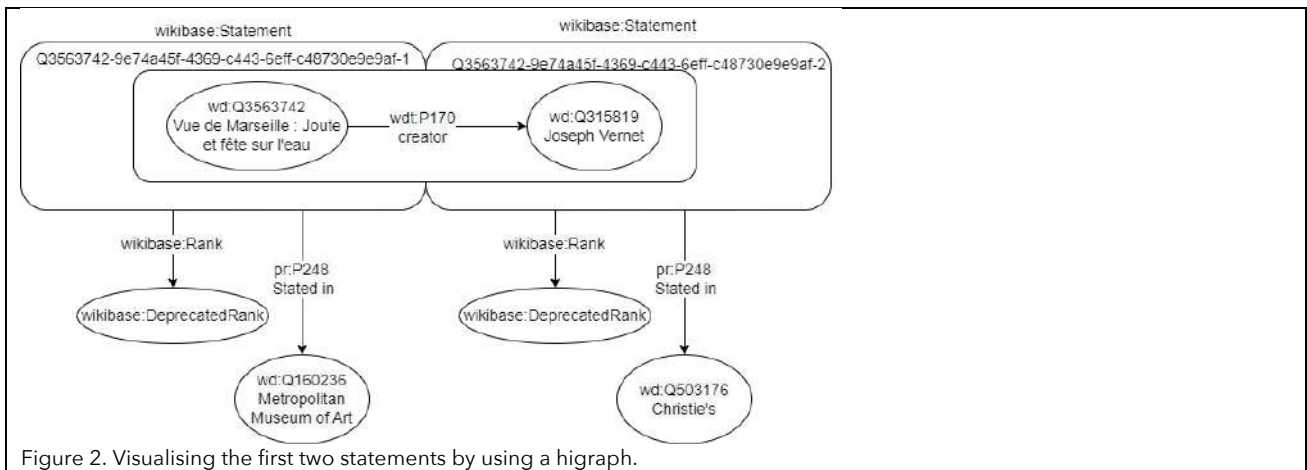 wikibase:Statement
wikibase:Statement
Q3563742-9e74a45f-4369-c443-6eff-c48730e9e9af-1
Q3563742-9e74a45f-4369-c443-6eff-c48730e9e9af-2
wd:Q3563742
Vue de Marseille : Joute
et fête sur l'eau
wdt:P170
creator
wd:Q315819
Joseph Vernet
wikibase:Rank
pr:P248
Stated in
wikibase:DeprecatedRank
wd:Q160236
Metropolitan
Museum of Art
wikibase:Rank
pr:P248
Stated in
wikibase:DeprecatedRank
wd:Q503176
Christie's
Figure 2. Visualising the first two statements by using a higraph.